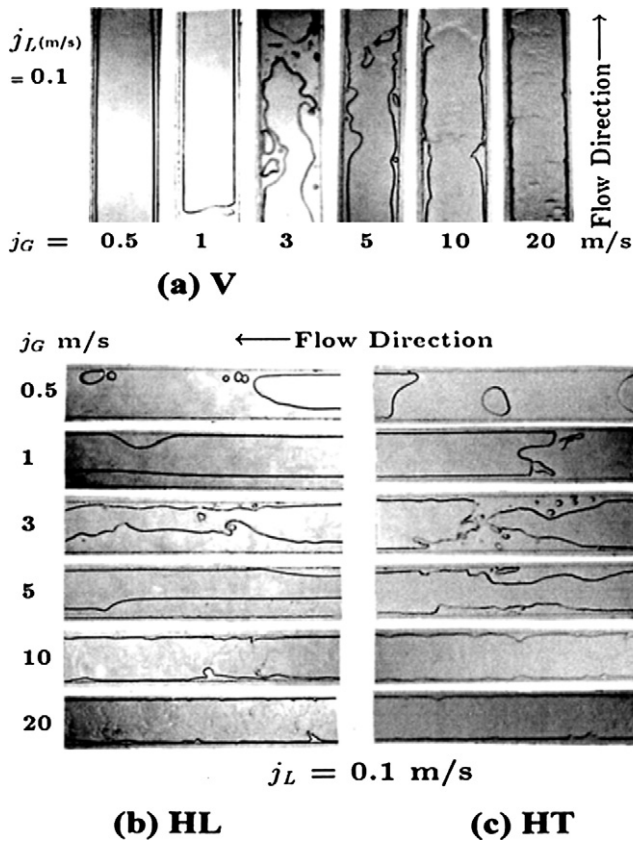 j_L(m/s)
= 0.1
Flow Direction ⟶
j_G = 0.5 1 3 5 10 20 m/s
(a) V
j_G m/s
⟵ Flow Direction
0.5
1
3
5
10
20
j_L = 0.1 m/s
(b) HL (c) HT